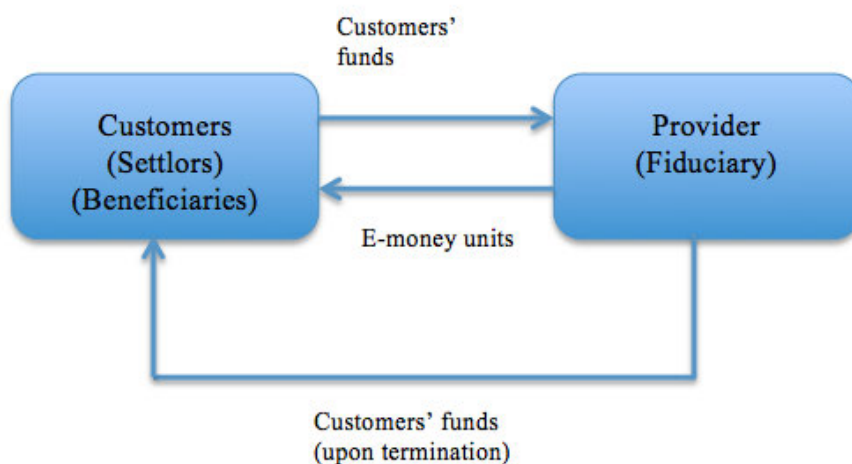 Customers’
funds
Customers
(Settlors)
(Beneficiaries)
Provider
(Fiduciary)
E-money units
Customers’ funds
(upon termination)